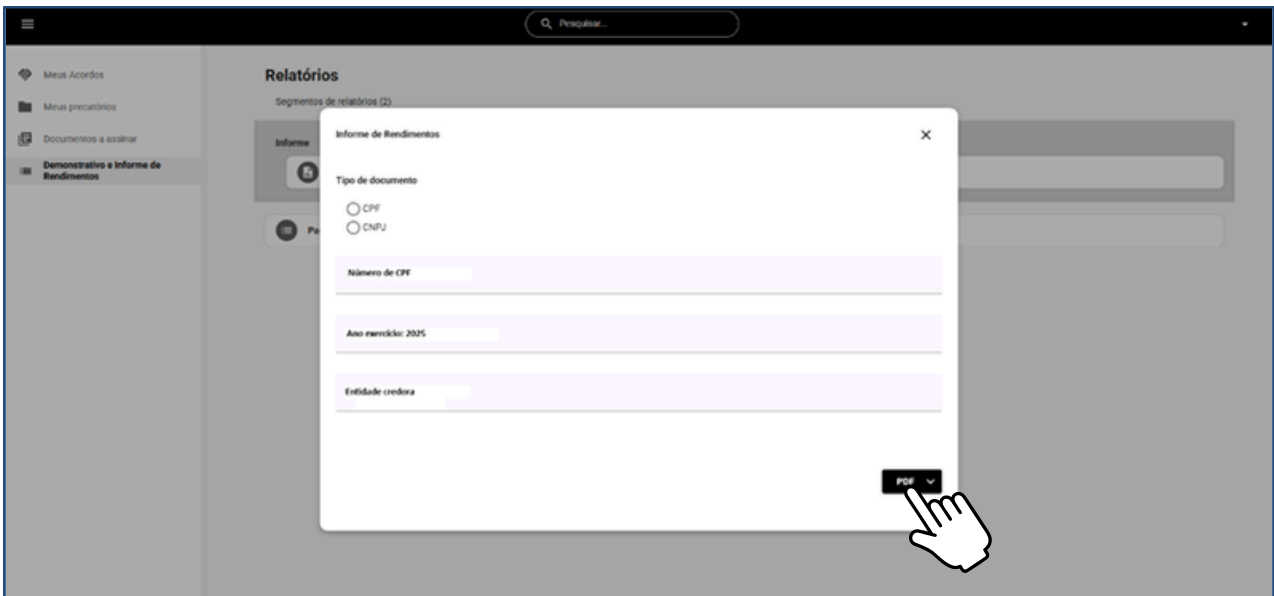 Pesquisar...
Meus Acordos
Meus precatórios
Documentos a assinar
Demonstrativo e Informe de
Rendimentos
Relatórios
Segmentos de relatórios (2)
Informe
Pa
Informe de Rendimentos
Tipo de documento
CPF
CNPJ
Número de CPF
Ano exercício: 2025
Entidade credora
PDF